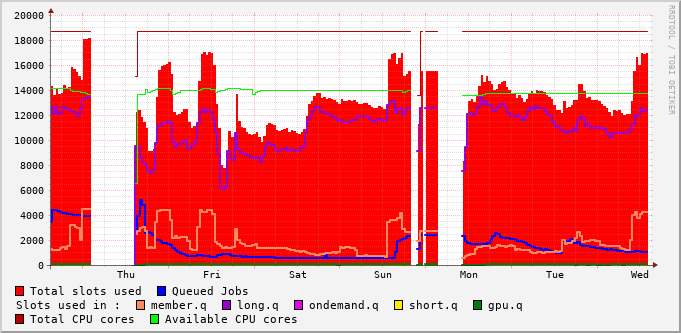 20000
18000
16000
14000
12000
10000
8000
6000
4000
2000
0
Thu Fri Sat Sun Mon Tue Wed
RRDTOOL / TOBI OETIKER
Total slots used Queued Jobs
Slots used in : member.q long.q ondemand.q short.q gpu.q
Total CPU cores
Available CPU cores